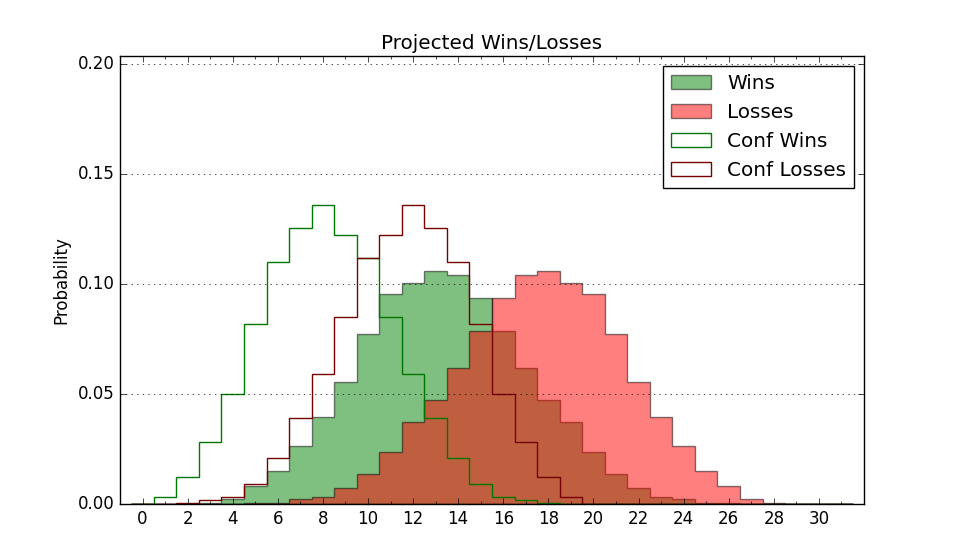 Projected Wins/Losses
0.20
0.15
0.10
0.05
0.00
Probability
Wins
Losses
Conf Wins
Conf Losses
0 2 4 6 8 10 12 14 16 18 20 22 24 26 28 30